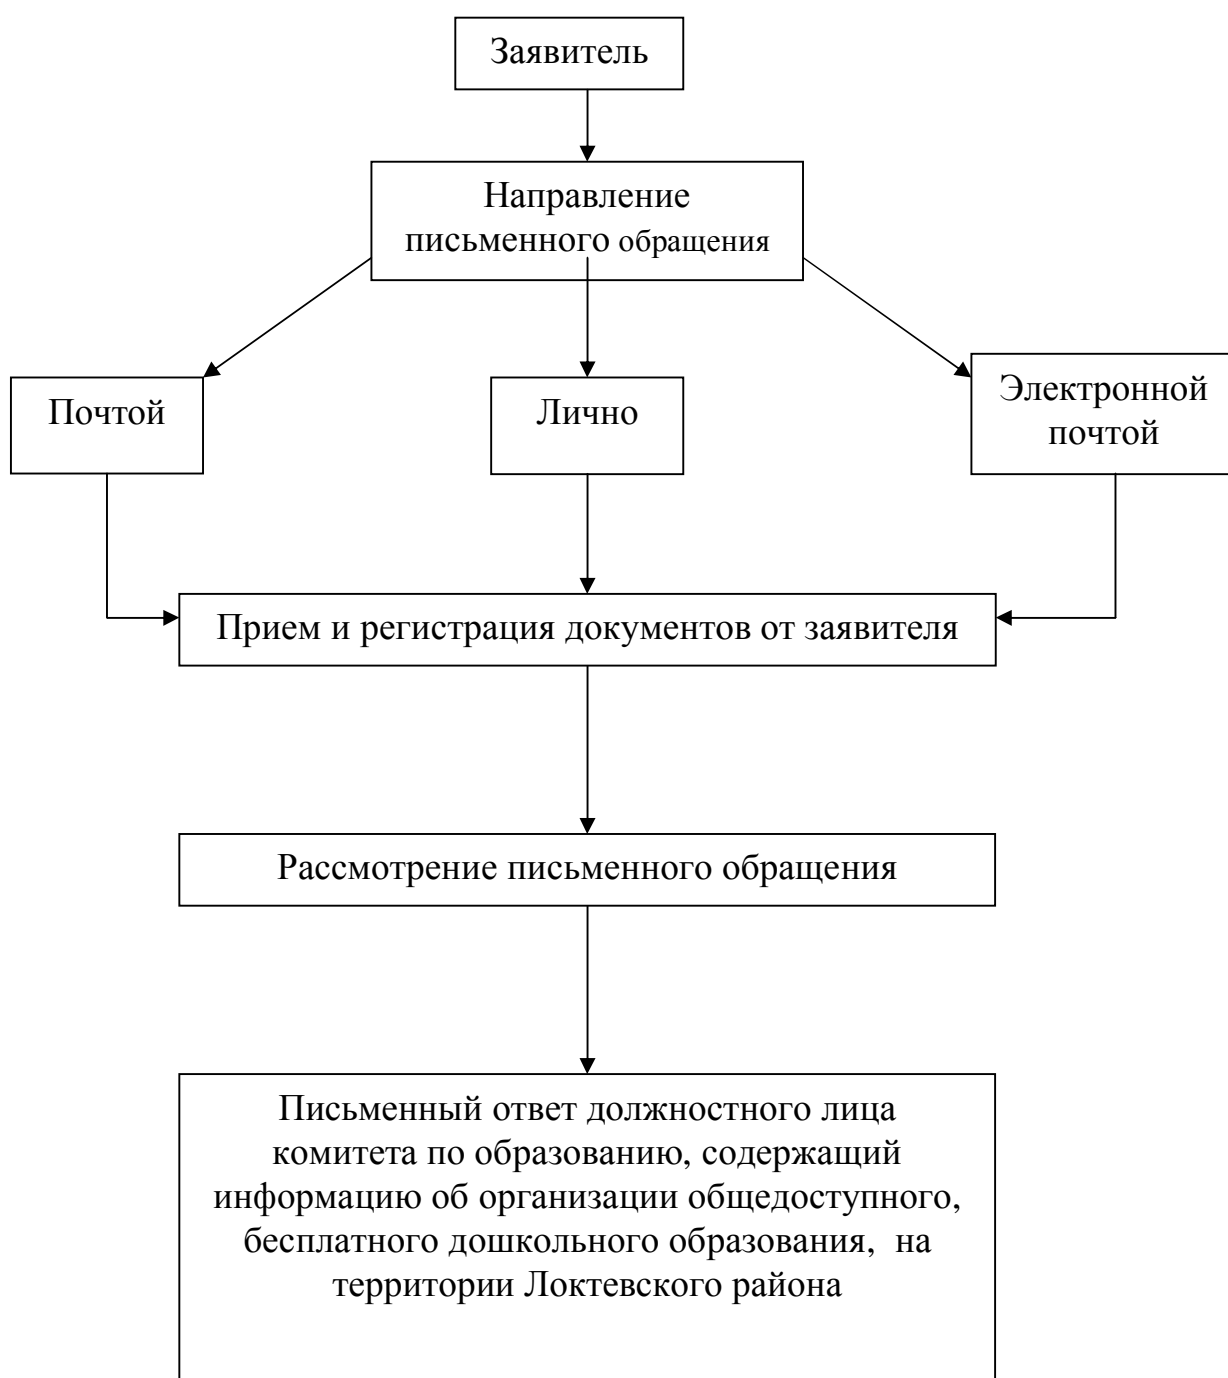 Заявитель
Направление
письменного обращения
Почтой
Лично
Электронной
почтой
Прием и регистрация документов от заявителя
Рассмотрение письменного обращения
Письменный ответ должностного лица
комитета по образованию, содержащий
информацию об организации общедоступного,
бесплатного дошкольного образования,  на
территории Локтевского района